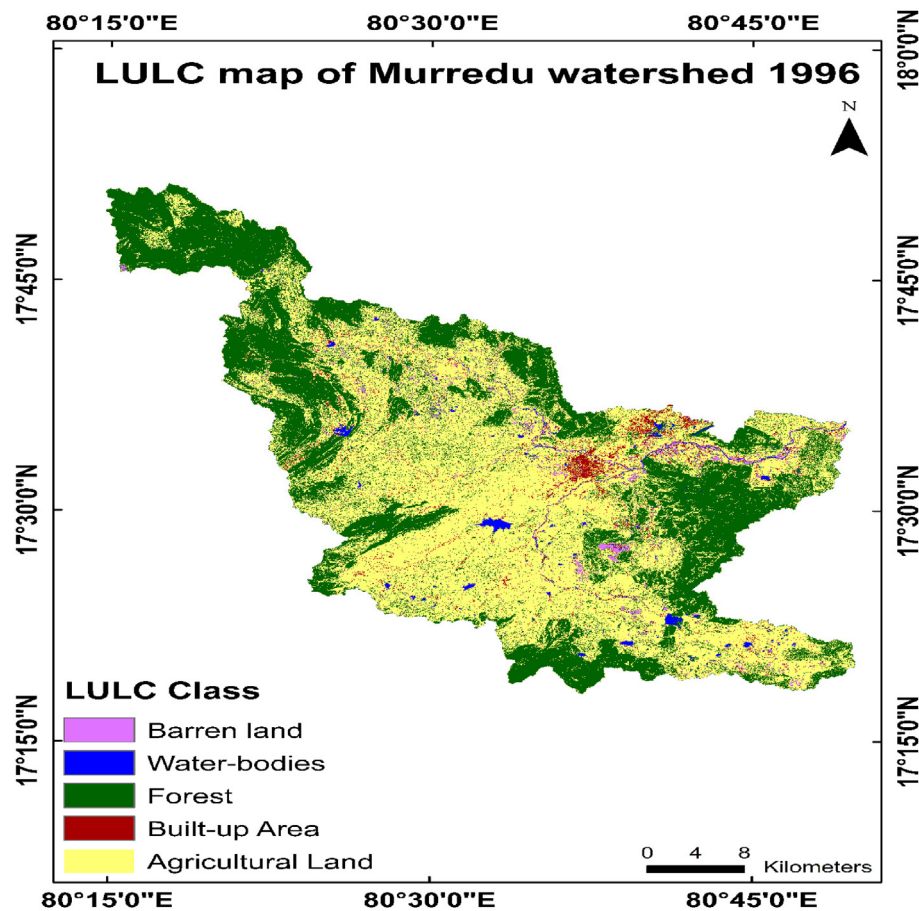 80°15'0"E 80°30'0"E 80°45'0"E
LULC map of Murredu watershed 1996
N
18°0'0"N
17°45'0"N 17°45'0"N
17°30'0"N 17°30'0"N
17°15'0"N 17°15'0"N
LULC Class
Barren land
Water-bodies
Forest
Built-up Area
Agricultural Land
0 4 8
Kilometers
80°15'0"E 80°30'0"E 80°45'0"E